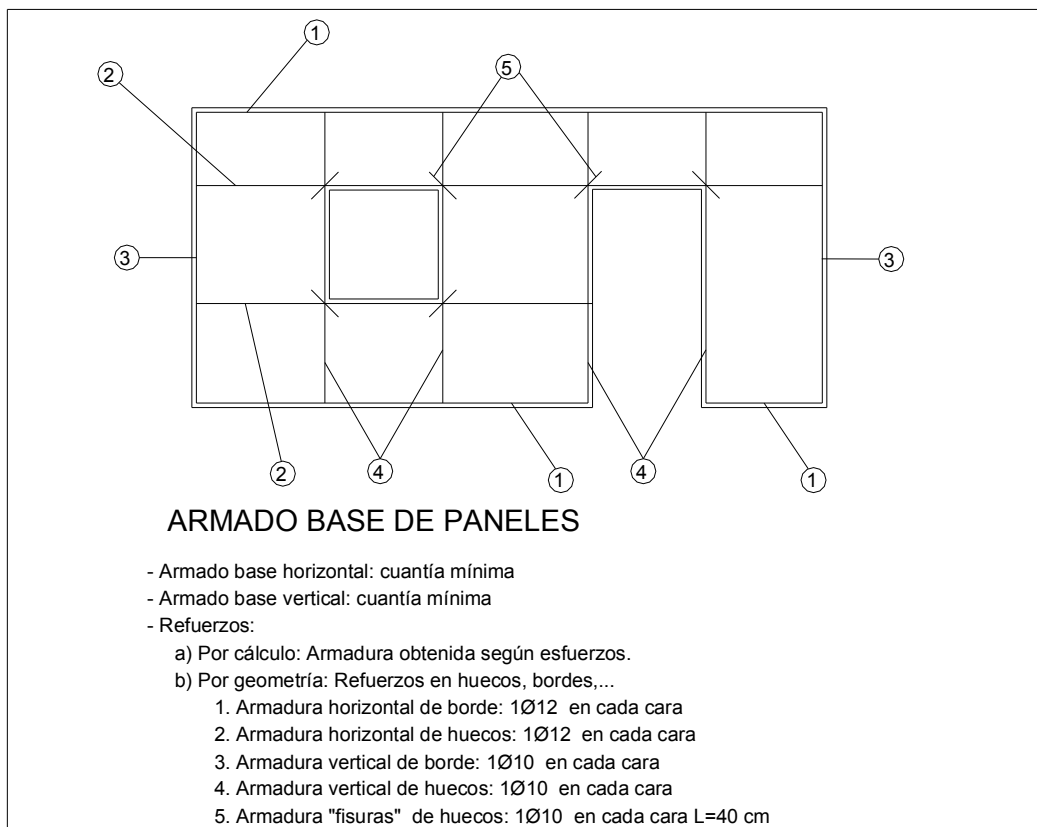 1
2
5
3
3
2
4
1
4
1
ARMADO BASE DE PANELES
- Armado base horizontal: cuantía mínima
- Armado base vertical: cuantía mínima
- Refuerzos:
a) Por cálculo: Armadura obtenida según esfuerzos.
b) Por geometría: Refuerzos en huecos, bordes,...
1. Armadura horizontal de borde: 1Ø12 en cada cara
2. Armadura horizontal de huecos: 1Ø12 en cada cara
3. Armadura vertical de borde: 1Ø10 en cada cara
4. Armadura vertical de huecos: 1Ø10 en cada cara
5. Armadura "fisuras" de huecos: 1Ø10 en cada cara L=40 cm